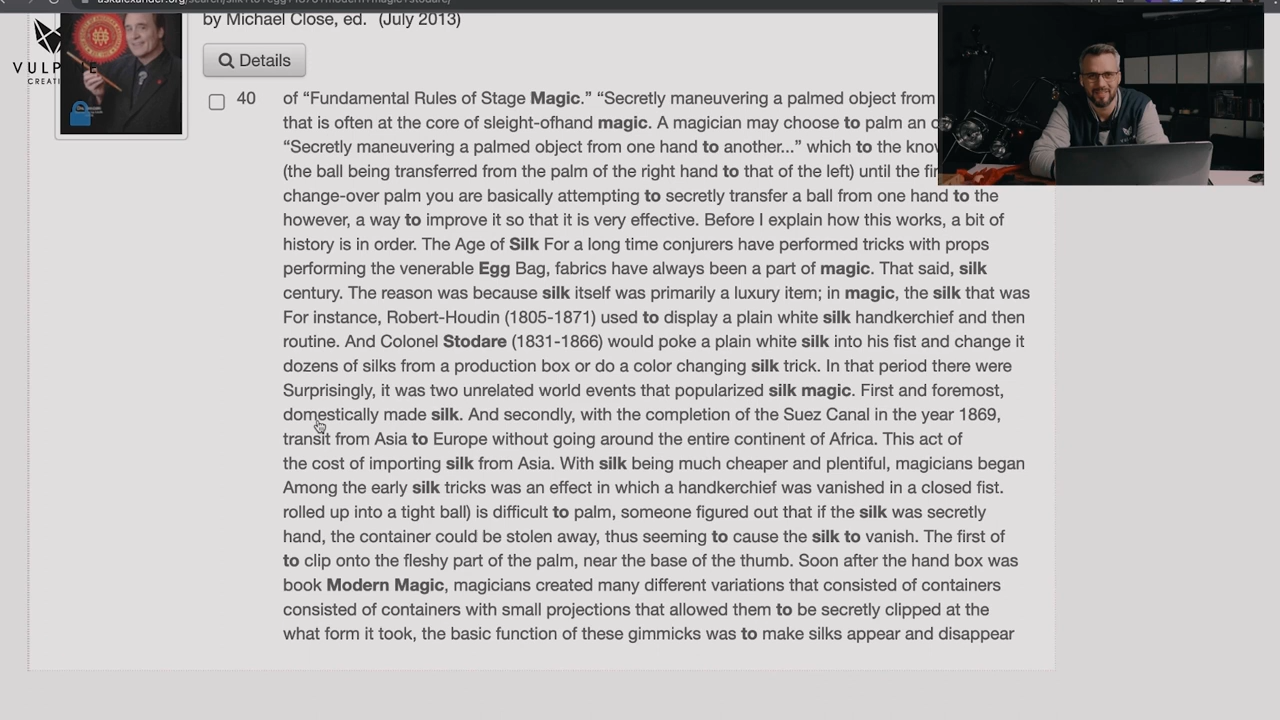 askalexander.org/search/silk+to+egg+1876+modern+magic+stodare/
by Michael Close, ed. (July 2013)
VULPINE
CREATI
Details
40
of “Fundamental Rules of Stage Magic.” “Secretly maneuvering a palmed object from
that is often at the core of sleight-ofhand magic. A magician may choose to palm an o
“Secretly maneuvering a palmed object from one hand to another...” which to the know
(the ball being transferred from the palm of the right hand to that of the left) until the fir
change-over palm you are basically attempting to secretly transfer a ball from one hand to the
however, a way to improve it so that it is very effective. Before I explain how this works, a bit of
history is in order. The Age of Silk For a long time conjurers have performed tricks with props
performing the venerable Egg Bag, fabrics have always been a part of magic. That said, silk
century. The reason was because silk itself was primarily a luxury item; in magic, the silk that was
For instance, Robert-Houdin (1805-1871) used to display a plain white silk handkerchief and then
routine. And Colonel Stodare (1831-1866) would poke a plain white silk into his fist and change it
dozens of silks from a production box or do a color changing silk trick. In that period there were
Surprisingly, it was two unrelated world events that popularized silk magic. First and foremost,
domestically made silk. And secondly, with the completion of the Suez Canal in the year 1869,
transit from Asia to Europe without going around the entire continent of Africa. This act of
the cost of importing silk from Asia. With silk being much cheaper and plentiful, magicians began
Among the early silk tricks was an effect in which a handkerchief was vanished in a closed fist.
rolled up into a tight ball) is difficult to palm, someone figured out that if the silk was secretly
hand, the container could be stolen away, thus seeming to cause the silk to vanish. The first of
to clip onto the fleshy part of the palm, near the base of the thumb. Soon after the hand box was
book Modern Magic, magicians created many different variations that consisted of containers
consisted of containers with small projections that allowed them to be secretly clipped at the
what form it took, the basic function of these gimmicks was to make silks appear and disappear